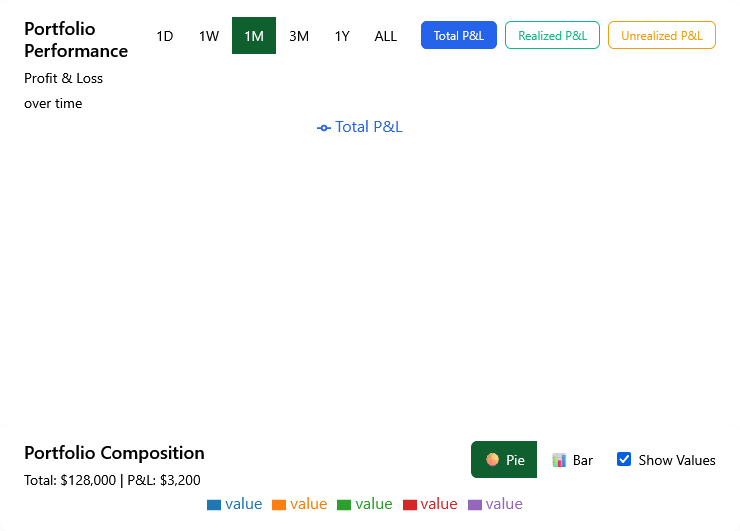 Portfolio
Performance
Profit & Loss
over time
1D 1W 1M 3M 1Y ALL
Total P&L Realized P&L Unrealized P&L
Total P&L
Portfolio Composition
Total: $128,000 | P&L: $3,200
Pie Bar Show Values
value value value value value